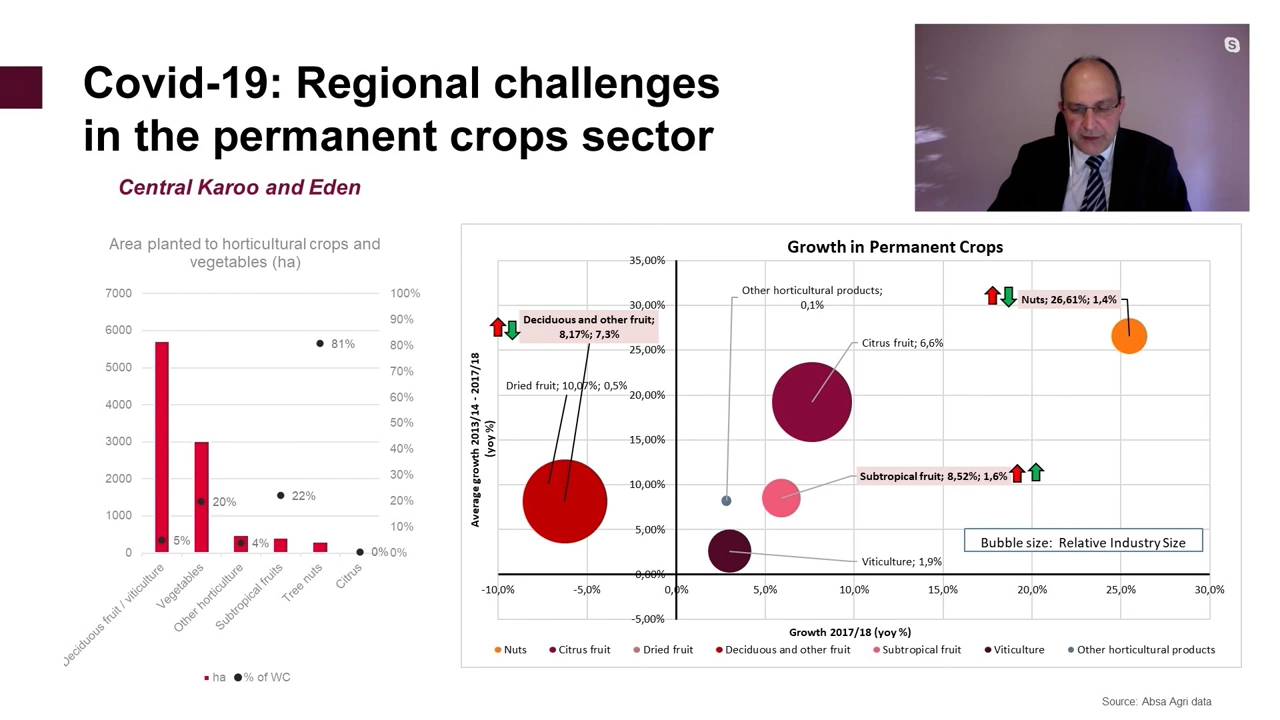 Covid-19: Regional challenges
in the permanent crops sector
Central Karoo and Eden
Area planted to horticultural crops and
vegetables (ha)
7000
6000
5000
4000
3000
2000
1000
0
100%
90%
80%
70%
60%
50%
40%
30%
20%
10%
0%
5%
20%
4%
22%
81%
0%
Deciduous fruit / viticulture
Vegetables
Other horticulture
Subtropical fruits
Tree nuts
Citrus
ha
% of WC
Growth in Permanent Crops
Average growth 2013/14 - 2017/18
(yoy %)
35,00%
30,00%
25,00%
20,00%
15,00%
10,00%
5,00%
0,00%
-5,00%
Other horticultural products;
0,1%
Nuts; 26,61%; 1,4%
Deciduous and other fruit;
8,17%; 7,3%
Citrus fruit; 6,6%
Dried fruit; 10,07%; 0,5%
Subtropical fruit; 8,52%; 1,6%
Bubble size: Relative Industry Size
Viticulture; 1,9%
-10,0%
-5,0%
0,0%
5,0%
10,0%
15,0%
20,0%
25,0%
30,0%
Growth 2017/18 (yoy %)
Nuts
Citrus fruit
Dried fruit
Deciduous and other fruit
Subtropical fruit
Viticulture
Other horticultural products
Source: Absa Agri data